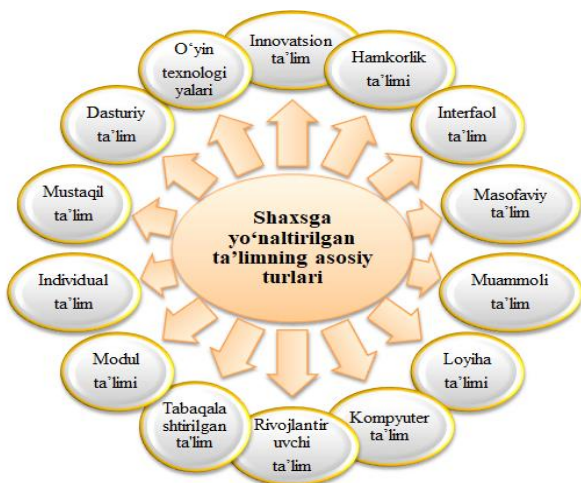 Shaxsga
yo‘naltirilgan
ta’limning asosiy
turlari
Innovatsion
ta’lim
Hamkorlik
ta’limi
Interfaol
ta’lim
Masofaviy
ta’lim
Muammoli
ta’lim
Loyiha
ta’limi
Kompyuter
ta’lim
Rivojlantir
uvchi
ta’lim
Tabaqala
shtirilgan
ta'lim
Modul
ta’limi
Individual
ta’lim
Mustaqil
ta’lim
Dasturiy
ta’lim
O‘yin
texnologi
yalari